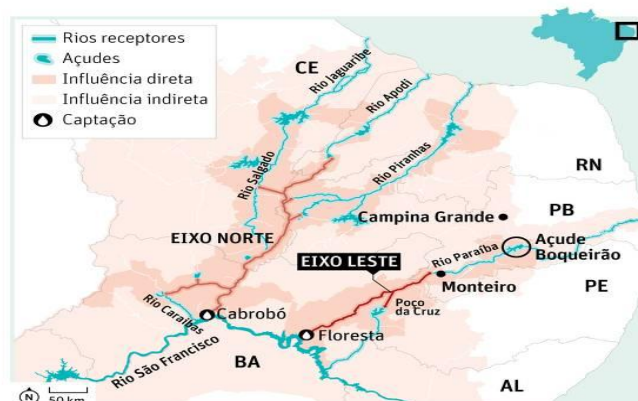 Rios receptores
Açudes
Influência direta
Influência indireta
Captação
CE
Rio Jaguaribe
Rio Apodi
Rio Salgado
Rio Piranhas
RN
Campina Grande
PB
EIXO NORTE
Rio Paraíba
Açude
Boqueirão
EIXO LESTE
PE
Monteiro
Poço
da Cruz
Rio Caraibas
Cabrobó
Floresta
Rio São Francisco
BA
AL
N
50 km